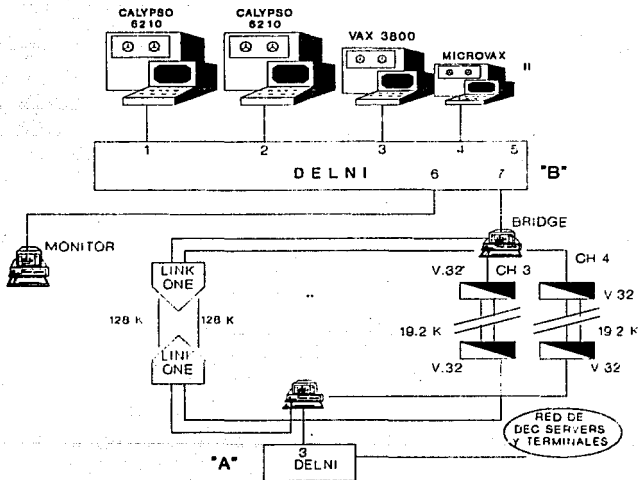 CALYPSO
6210
CALYPSO
6210
VAX 3800
MICROVAX
II
1
2
3
4
5
DELNI
6
7
"B"
BRIDGE
MONITOR
LINK
ONE
V.32
CH 3
CH 4
V.32
128 K
128 K
19.2 K
19.2 K
LINK
ONE
V.32
V.32
RED DE
DEC SERVERS
Y TERMINALES
3
DELNI
"A"